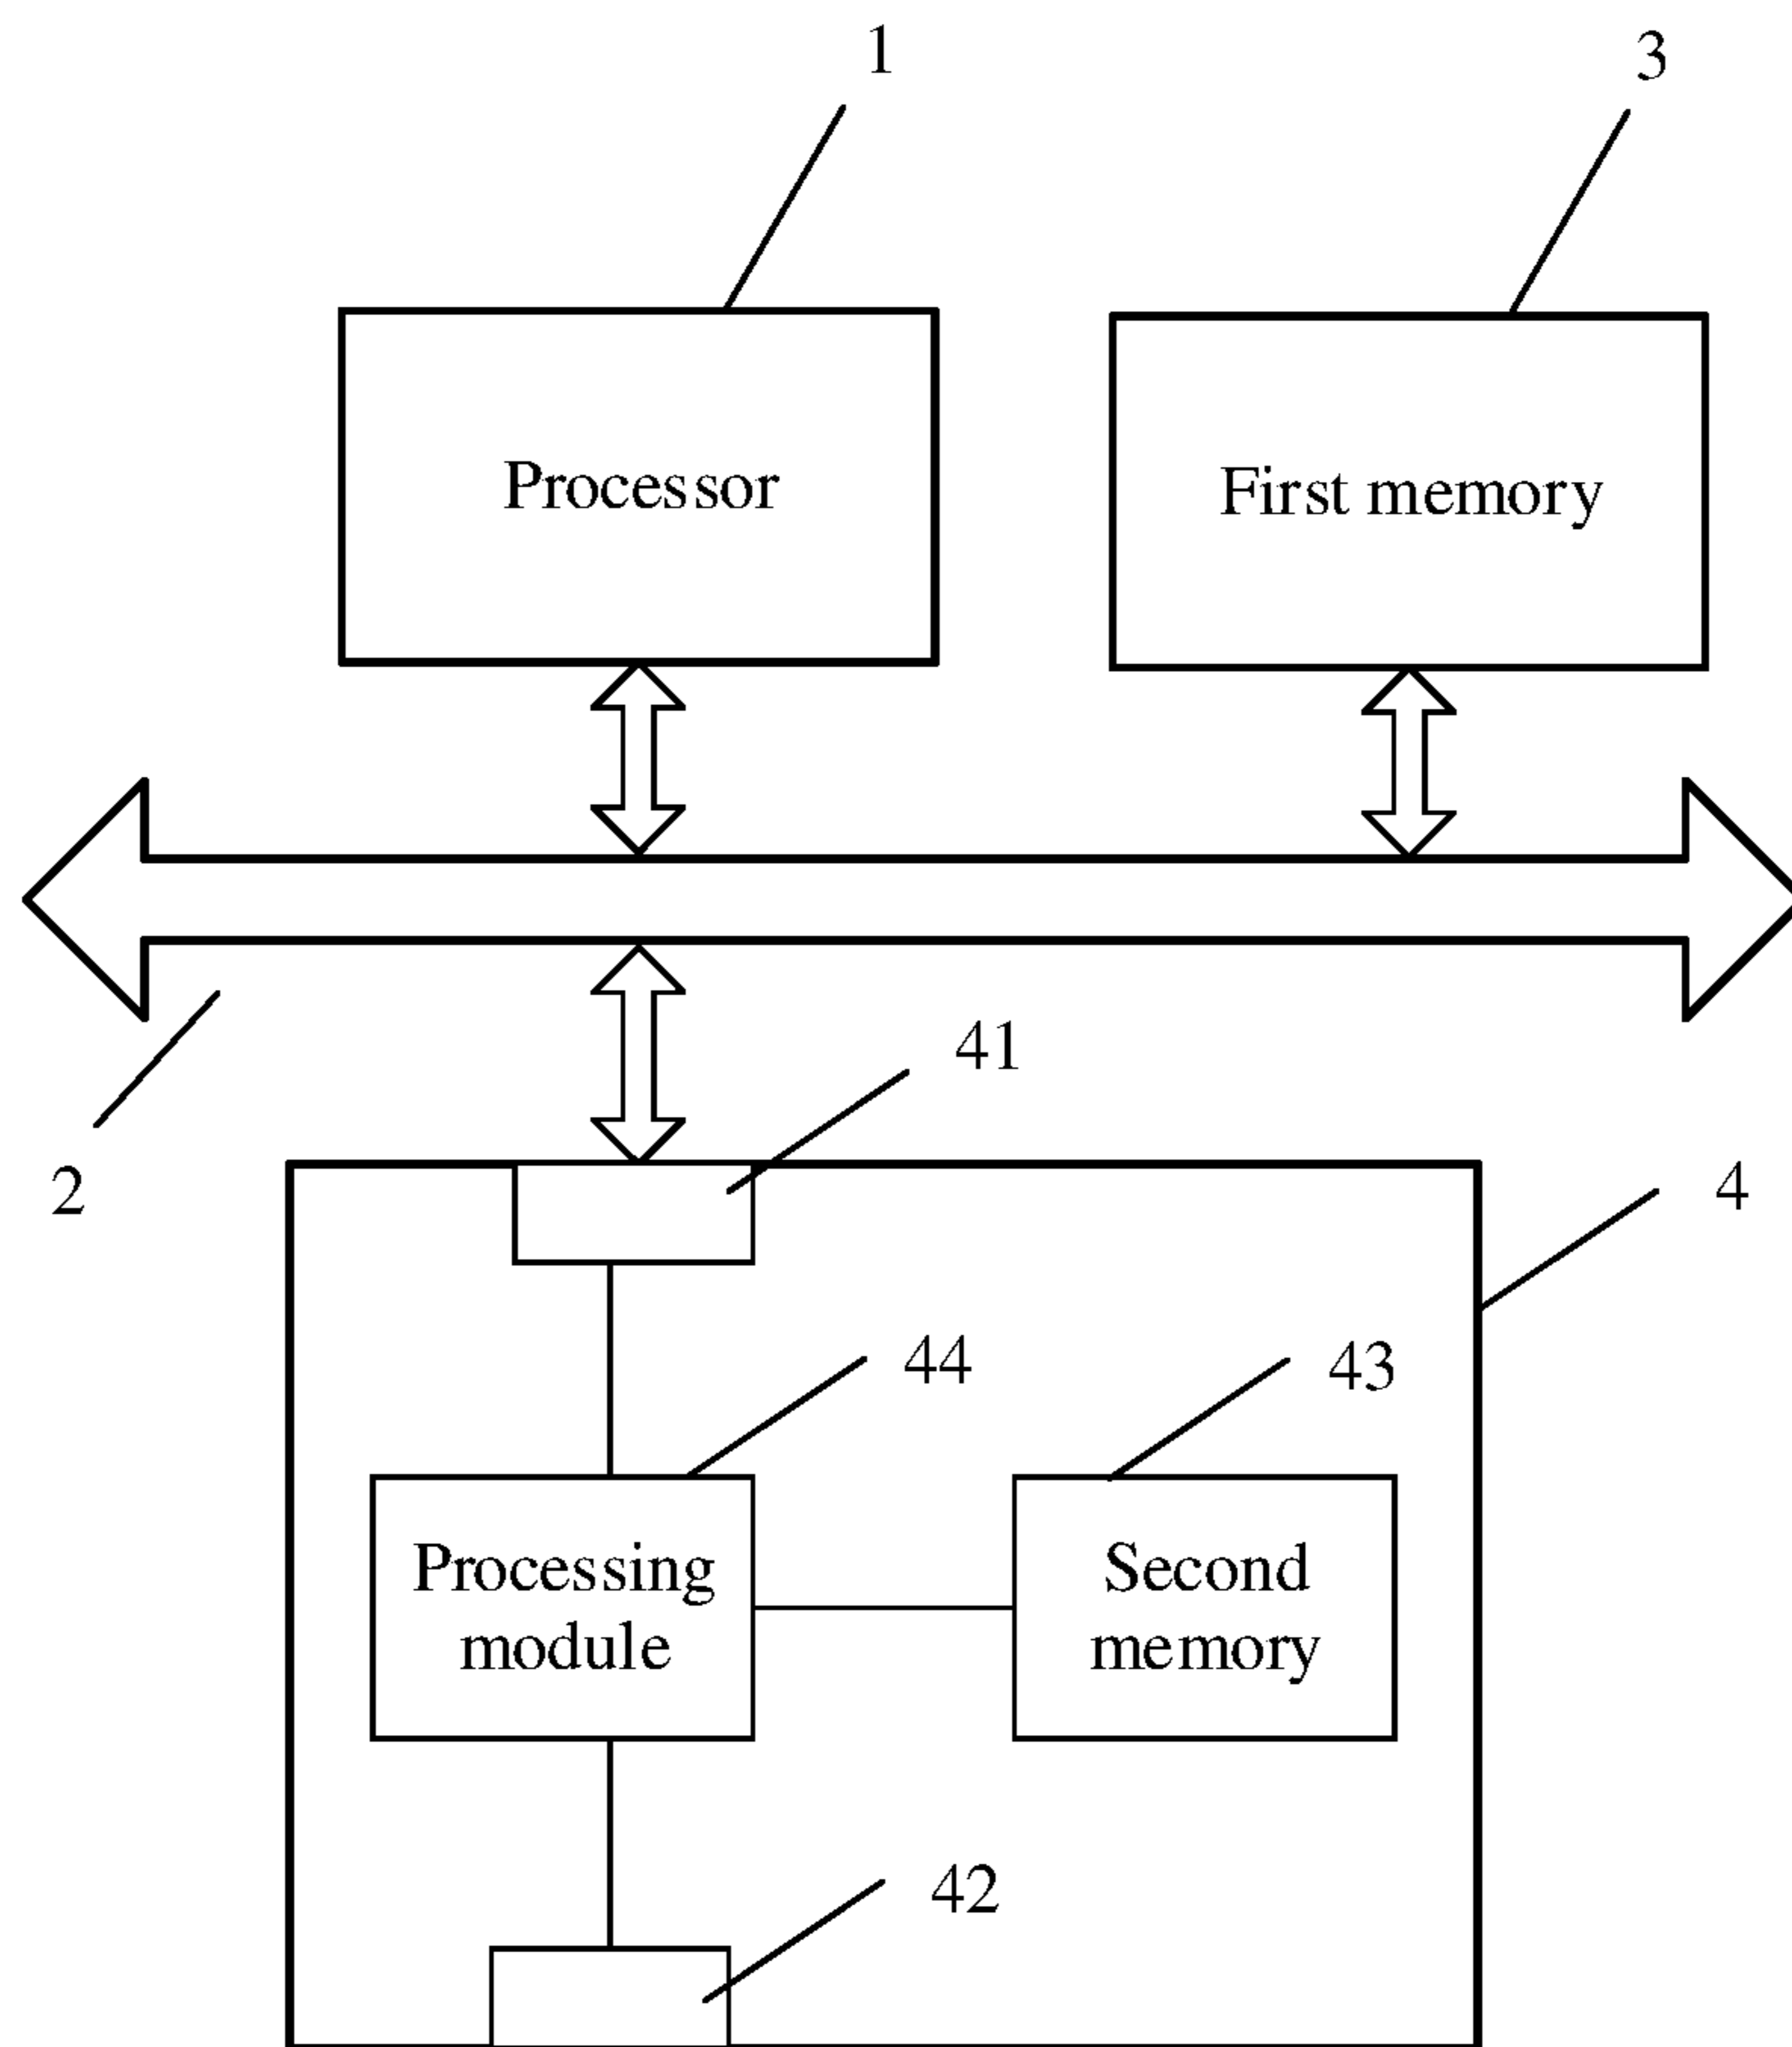 1
3
Processor
First memory
41
2
4
44
43
Processing
module
Second
memory
42